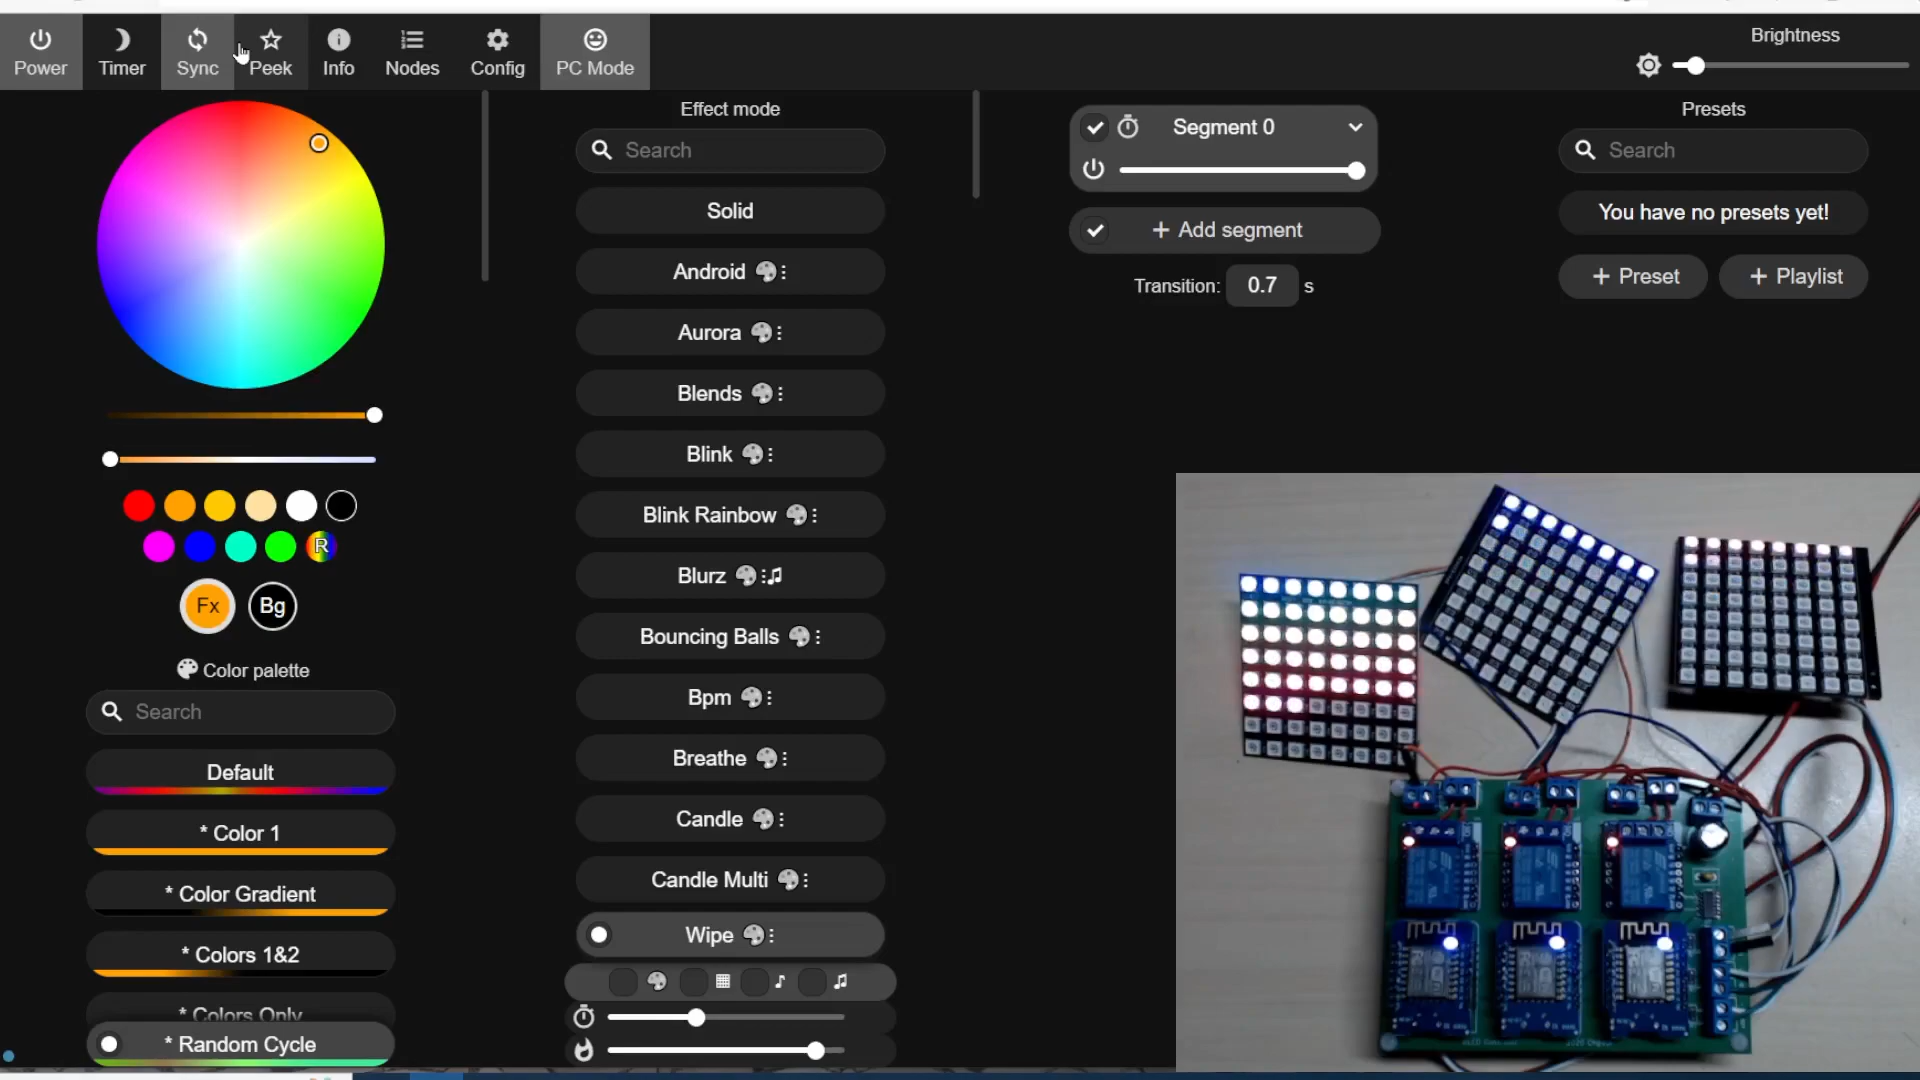 Power
Timer
Sync
Peek
Info
Nodes
Config
PC Mode
Brightness
R
Fx
Bg
Color palette
Search
Default
* Color 1
* Color Gradient
* Colors 1&2
* Colors Only
* Random Cycle
Effect mode
Search
Solid
Android
Aurora
Blends
Blink
Blink Rainbow
Blurz
Bouncing Balls
Bpm
Breathe
Candle
Candle Multi
Wipe
Segment 0
+ Add segment
Transition: 0.7 s
Presets
Search
You have no presets yet!
+ Preset
+ Playlist